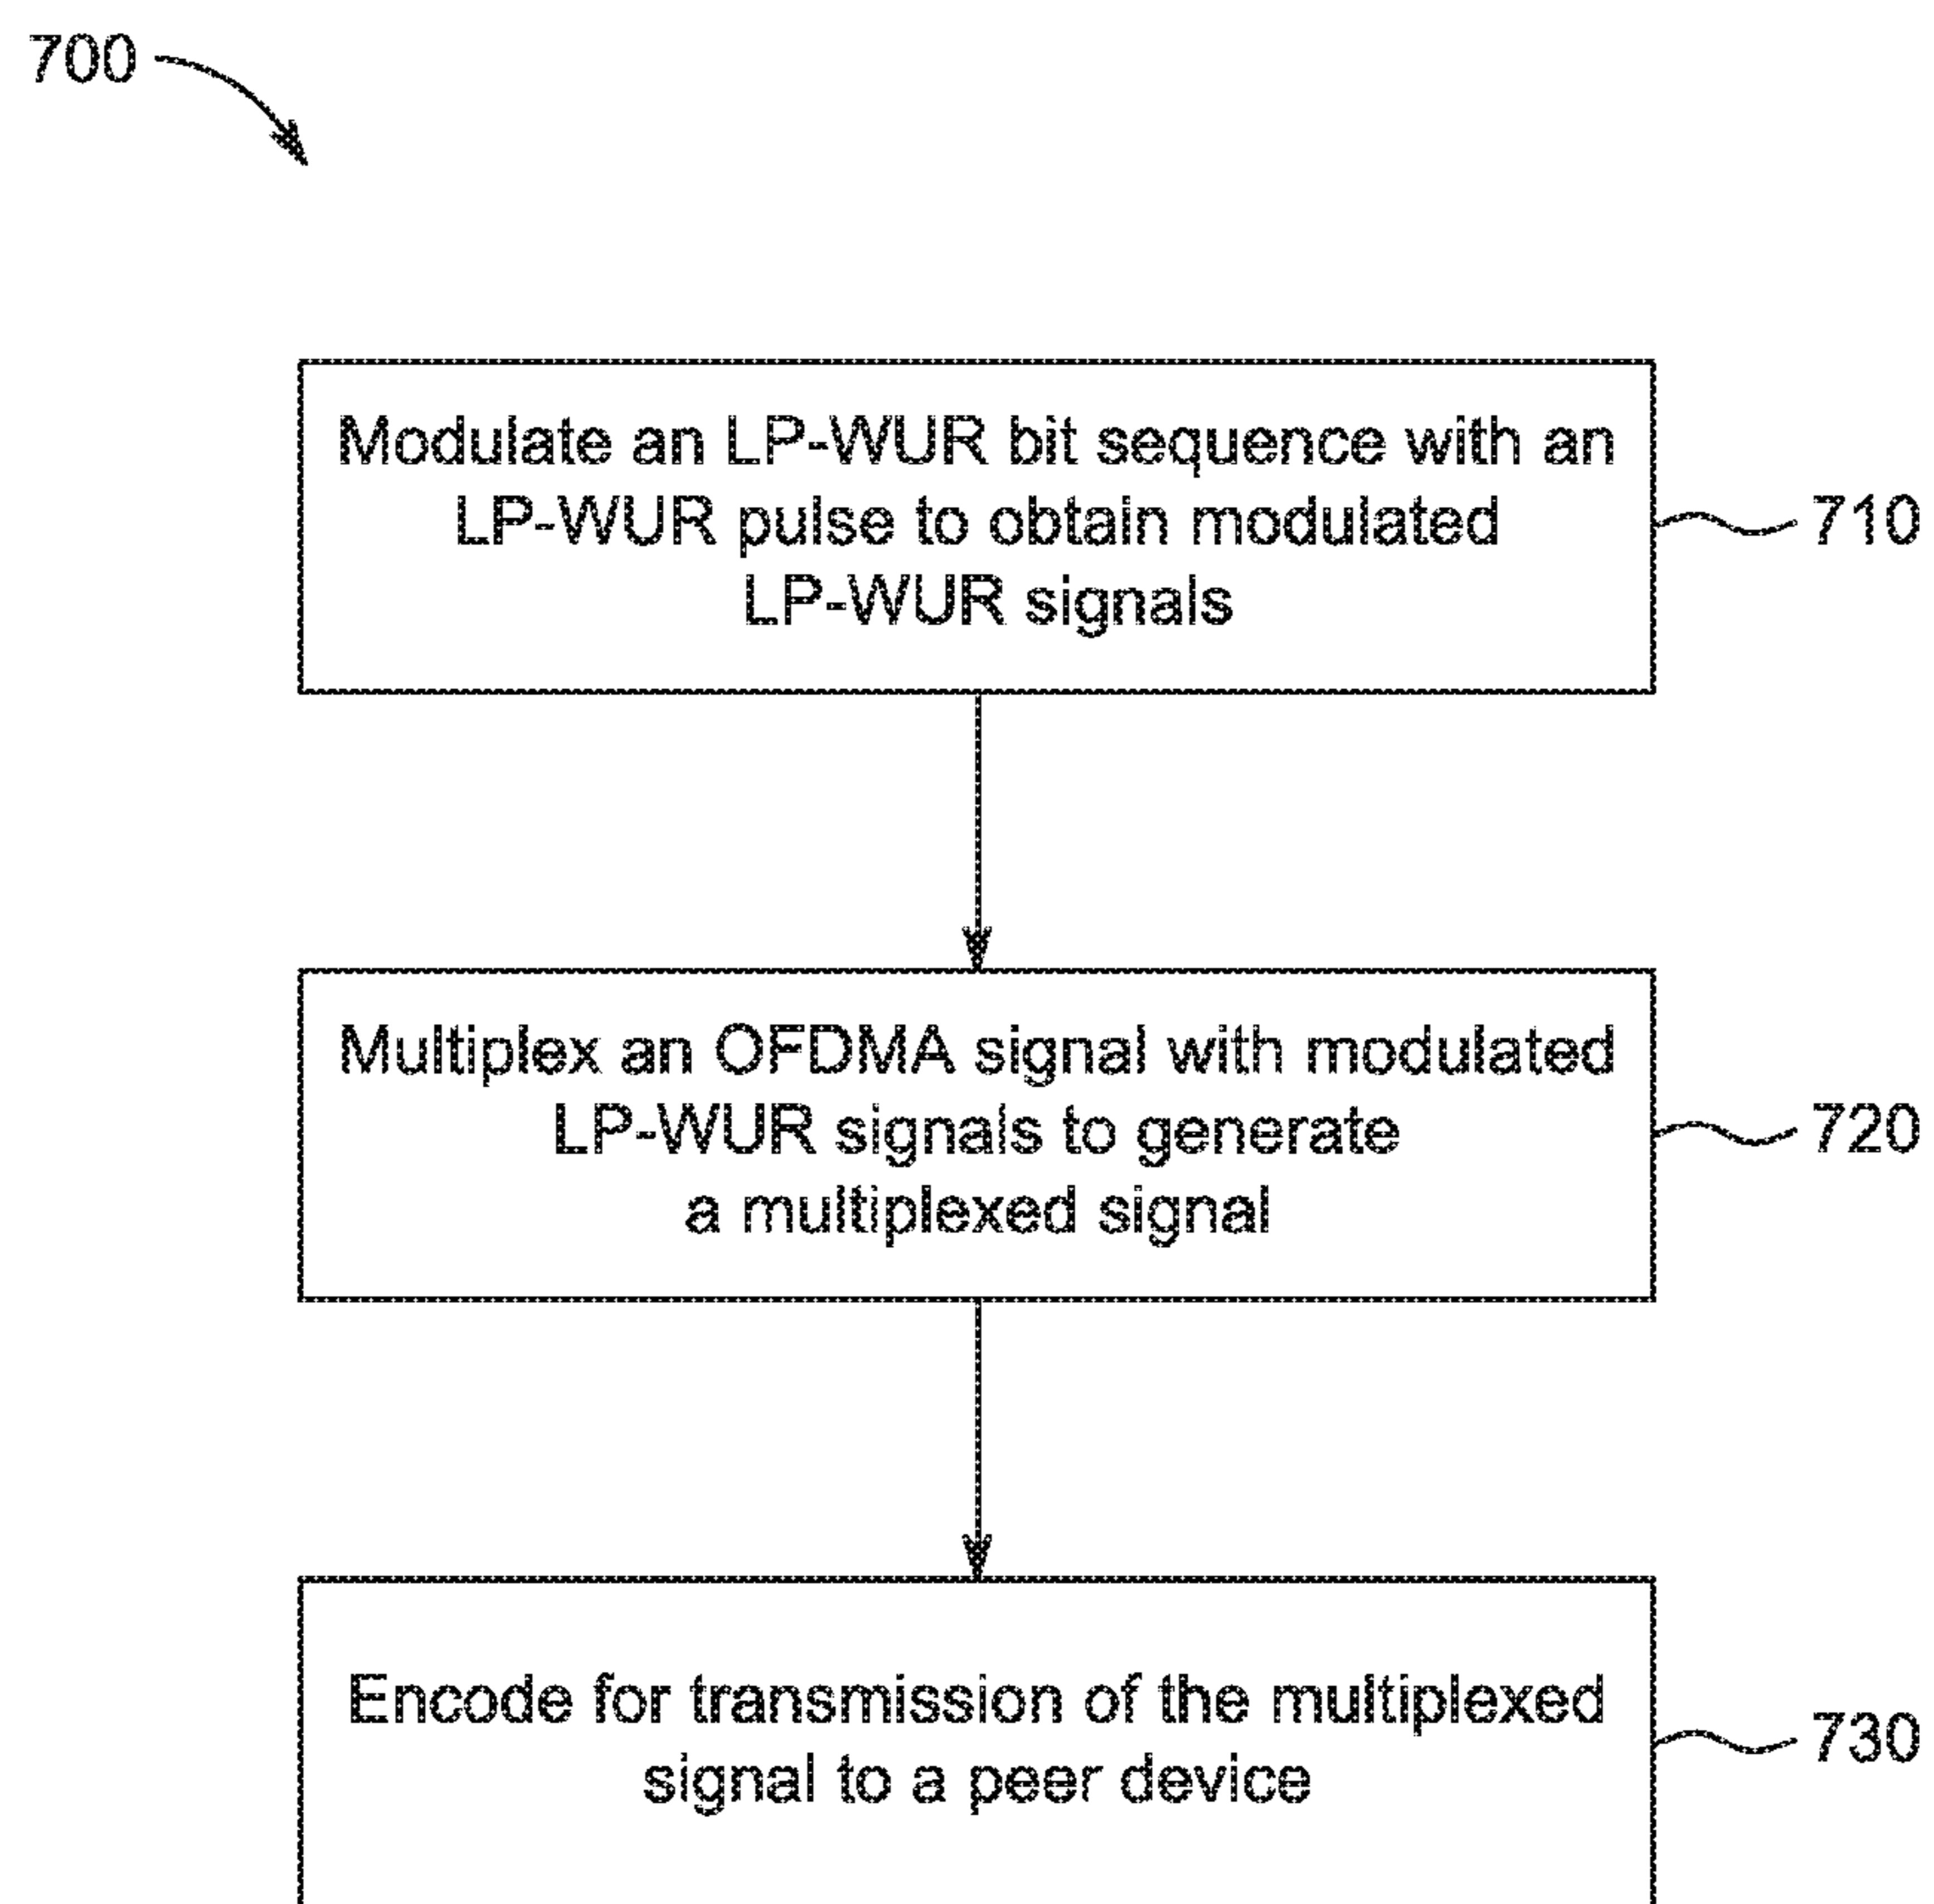 700
Modulate an LP-WUR bit sequence with an
LP-WUR pulse to obtain modulated
LP-WUR signals
710
Multiplex an OFDMA signal with modulated
LP-WUR signals to generate
a multiplexed signal
720
Encode for transmission of the multiplexed
signal to a peer device
730